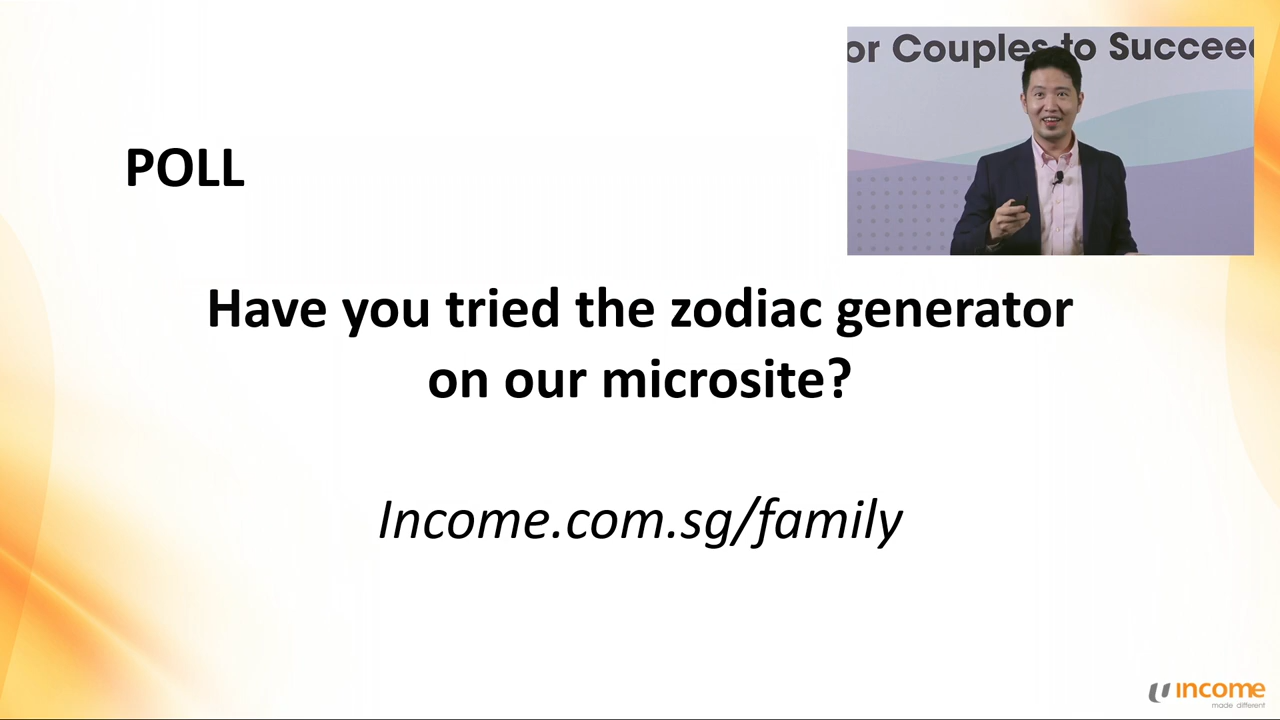 or Couples to Succeed
POLL
Have you tried the zodiac generator
on our microsite?
Income.com.sg/family
income
made different